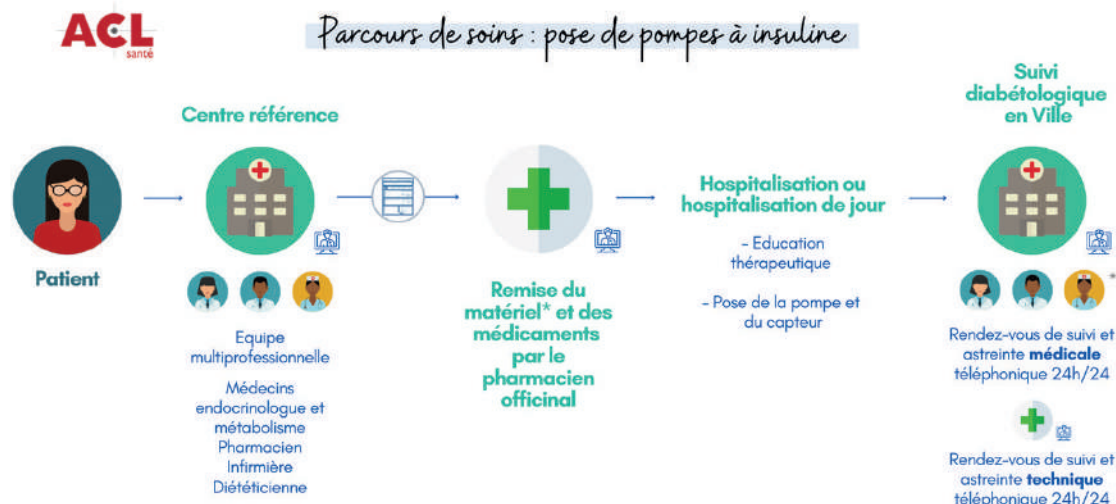 ACL
santé
Parcours de soins : pose de pompes à insuline
Patient
Centre référence
Equipe
multiprofessionnelle
Médecins
endocrinologue et
métabolisme
Pharmacien
Infirmière
Diététicienne
Remise du
matériel* et des
médicaments
par le
pharmacien
officinal
Hospitalisation ou
hospitalisation de jour
- Education
thérapeutique
- Pose de la pompe et
du capteur
Suivi
diabétologique
en Ville
*
Rendez-vous de suivi et
astreinte médicale
téléphonique 24h/24
Rendez-vous de suivi et
astreinte technique
téléphonique 24h/24